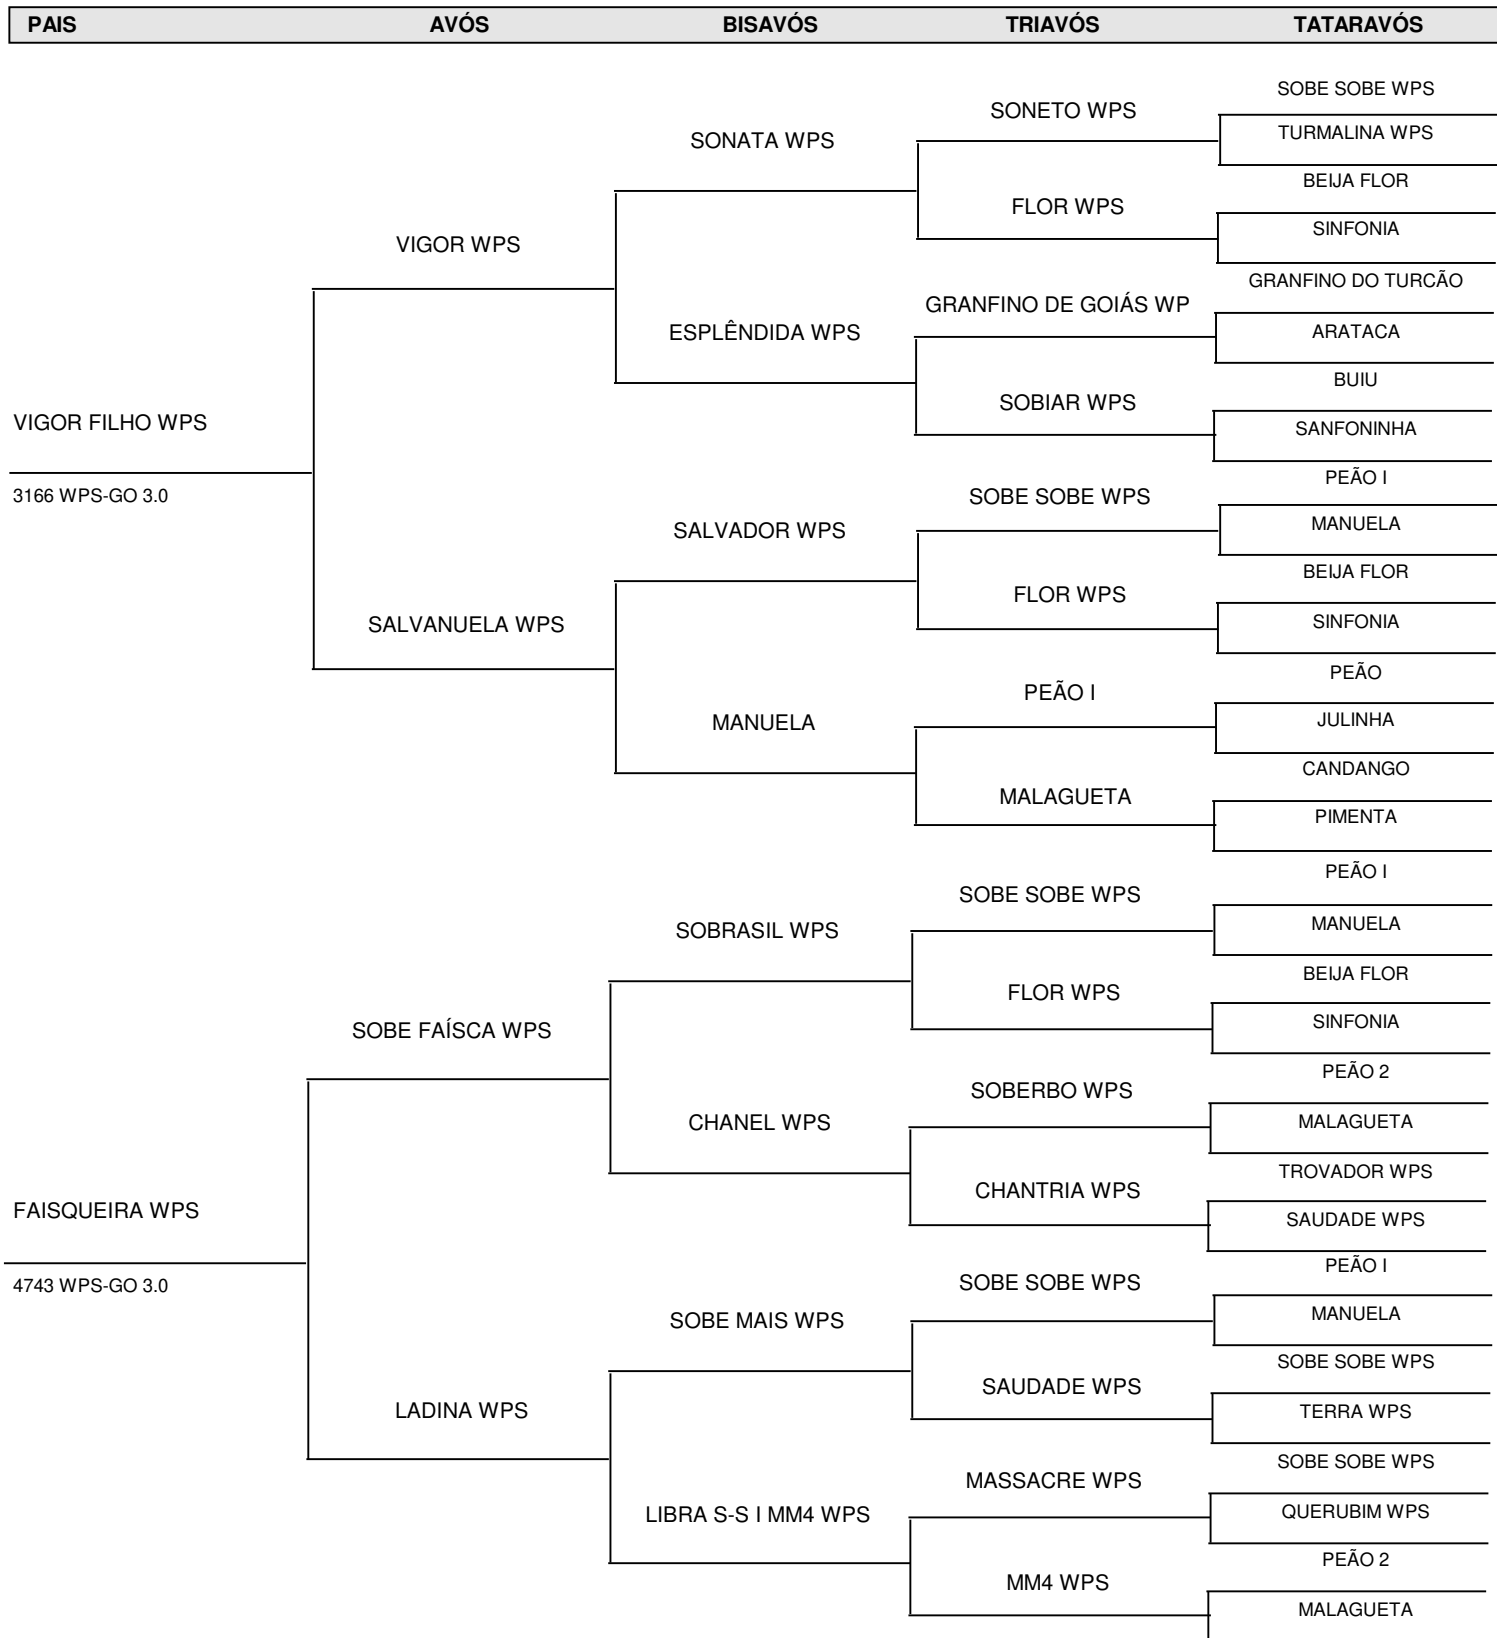 PAIS AVÓS BISAVÓS TRIAVÓS TATARAVÓS
SOBE SOBE WPS
SONETO WPS
TURMALINA WPS
SONATA WPS
BEIJA FLOR
FLOR WPS
SINFONIA
VIGOR WPS
GRANFINO DO TURCÃO
GRANFINO DE GOIÁS WP
ARATACA
ESPLÊNDIDA WPS
BUIU
SOBIAR WPS
VIGOR FILHO WPS
SANFONINHA
PEÃO I
3166 WPS-GO 3.0
SOBE SOBE WPS
MANUELA
SALVADOR WPS
BEIJA FLOR
FLOR WPS
SINFONIA
SALVANUELA WPS
PEÃO
PEÃO I
JULINHA
MANUELA
CANDANGO
MALAGUETA
PIMENTA
PEÃO I
SOBE SOBE WPS
MANUELA
SOBRASIL WPS
BEIJA FLOR
FLOR WPS
SINFONIA
SOBE FAÍSCA WPS
PEÃO 2
SOBERBO WPS
MALAGUETA
CHANEL WPS
TROVADOR WPS
CHANTRIA WPS
FAISQUEIRA WPS
SAUDADE WPS
PEÃO I
4743 WPS-GO 3.0
SOBE SOBE WPS
MANUELA
SOBE MAIS WPS
SOBE SOBE WPS
SAUDADE WPS
LADINA WPS
TERRA WPS
SOBE SOBE WPS
MASSACRE WPS
QUERUBIM WPS
LIBRA S-S I MM4 WPS
PEÃO 2
MM4 WPS
MALAGUETA